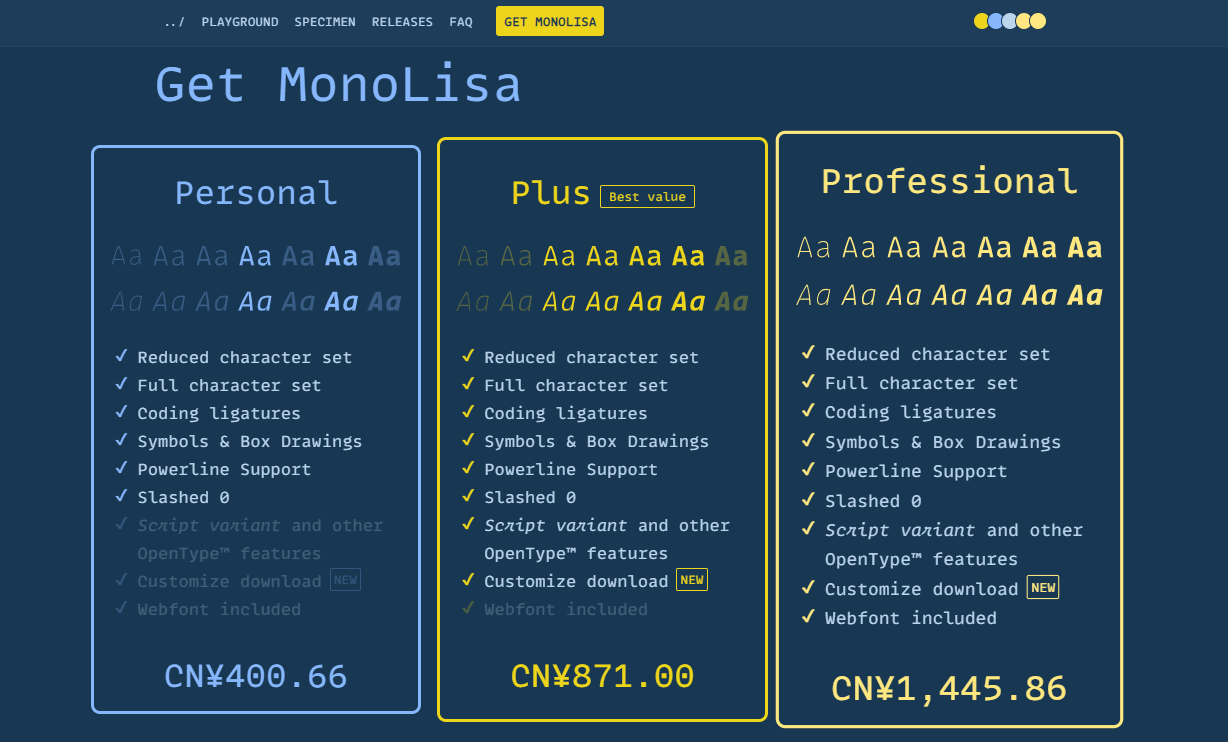 ../ PLAYGROUND SPECIMEN RELEASES FAQ GET MONOLISA
Get MonoLisa
Personal
Aa Aa Aa Aa Aa Aa Aa
Aa Aa Aa Aa Aa Aa Aa
✓ Reduced character set
✓ Full character set
✓ Coding ligatures
✓ Symbols & Box Drawings
✓ Powerline Support
✓ Slashed 0
✓ Script variant and other
OpenType™ features
✓ Customize download NEW
✓ Webfont included
CN¥400.66
Plus Best value
Aa Aa Aa Aa Aa Aa Aa
Aa Aa Aa Aa Aa Aa Aa
✓ Reduced character set
✓ Full character set
✓ Coding ligatures
✓ Symbols & Box Drawings
✓ Powerline Support
✓ Slashed 0
✓ Script variant and other
OpenType™ features
✓ Customize download NEW
✓ Webfont included
CN¥871.00
Professional
Aa Aa Aa Aa Aa Aa Aa
Aa Aa Aa Aa Aa Aa Aa
✓ Reduced character set
✓ Full character set
✓ Coding ligatures
✓ Symbols & Box Drawings
✓ Powerline Support
✓ Slashed 0
✓ Script variant and other
OpenType™ features
✓ Customize download NEW
✓ Webfont included
CN¥1,445.86